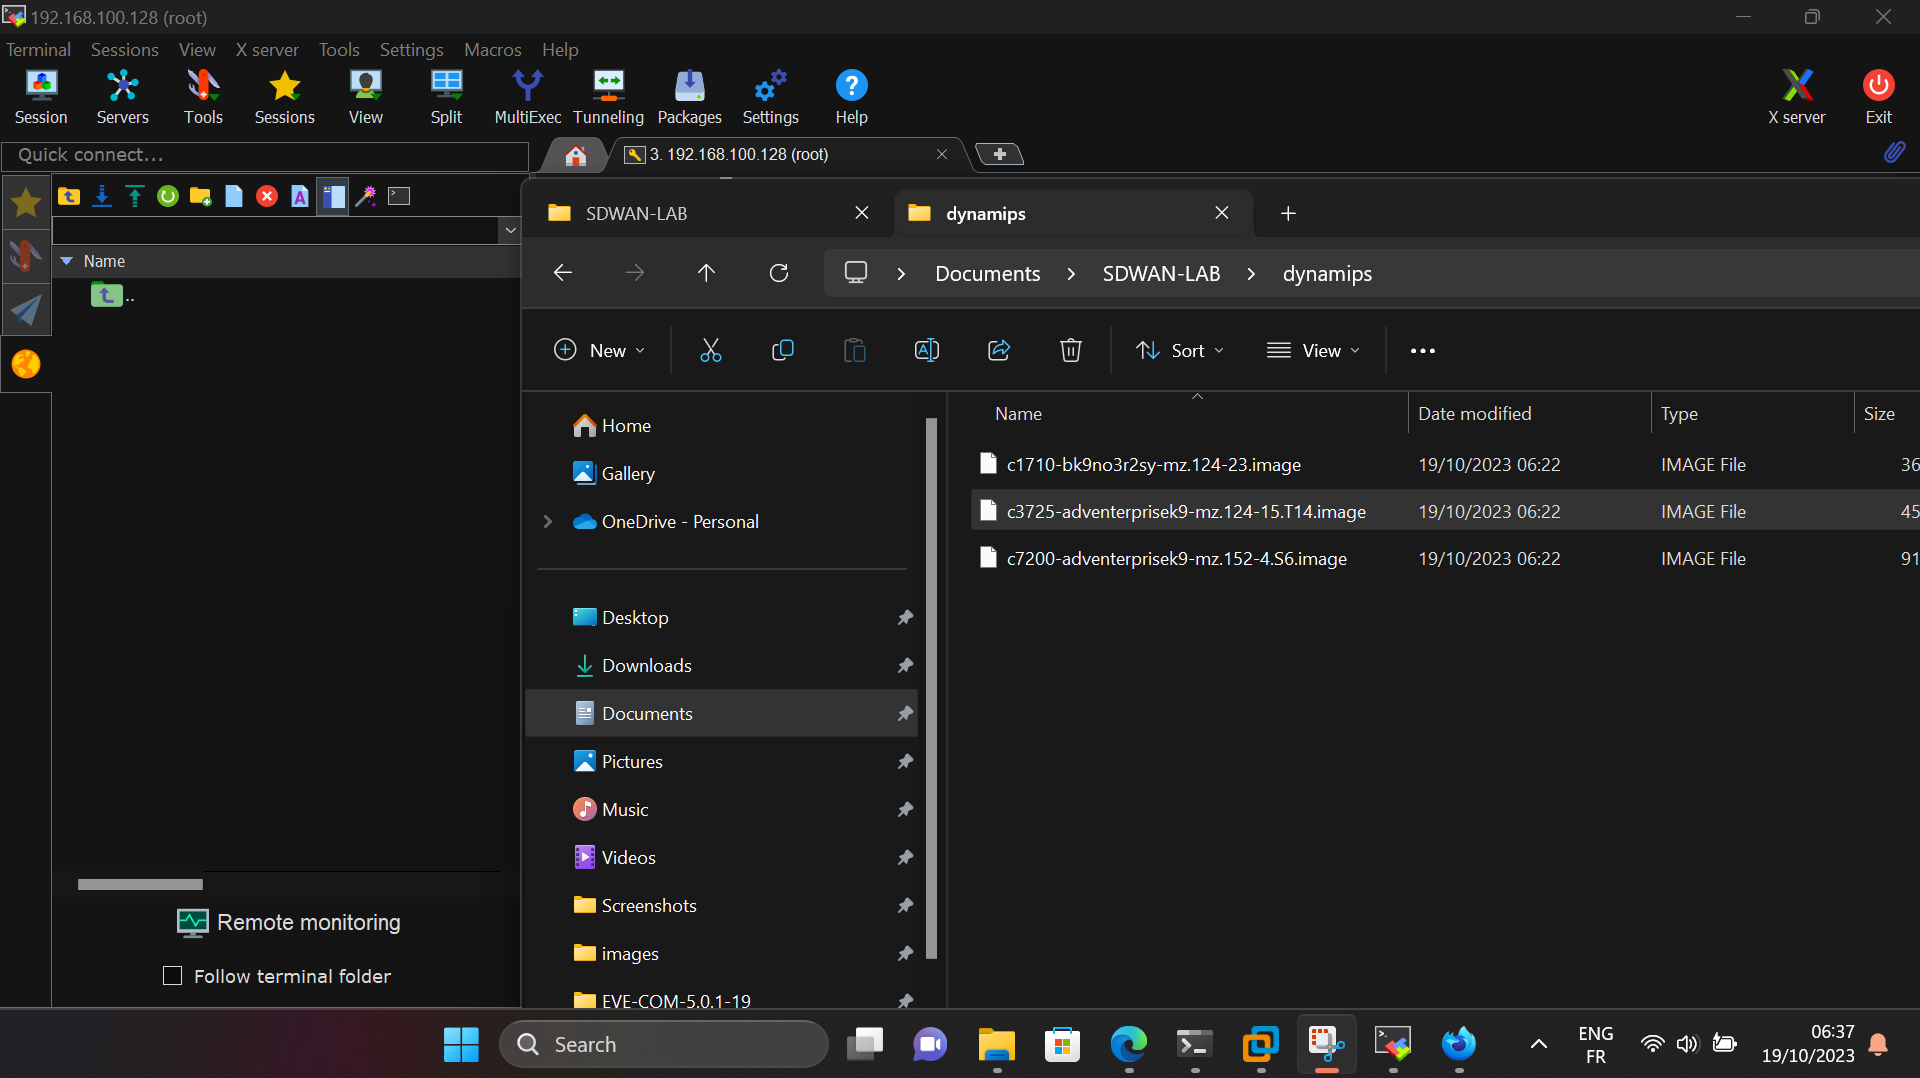 192.168.100.128 (root)
Terminal Sessions View X server Tools Settings Macros Help
Session Servers Tools Sessions View Split MultiExec Tunneling Packages Settings Help X server Exit
Quick connect...
3. 192.168.100.128 (root)
Name
..
Remote monitoring
Follow terminal folder
SDWAN-LAB
dynamips
Documents > SDWAN-LAB > dynamips
New Sort View
Home
Gallery
OneDrive - Personal
Desktop
Downloads
Documents
Pictures
Music
Videos
Screenshots
images
EVE-COM-5.0.1-19
Name Date modified Type Size
c1710-bk9no3r2sy-mz.124-23.image 19/10/2023 06:22 IMAGE File 36
c3725-adventerprisek9-mz.124-15.T14.image 19/10/2023 06:22 IMAGE File 45
c7200-adventerprisek9-mz.152-4.S6.image 19/10/2023 06:22 IMAGE File 91
Search
ENG
FR
06:37
19/10/2023